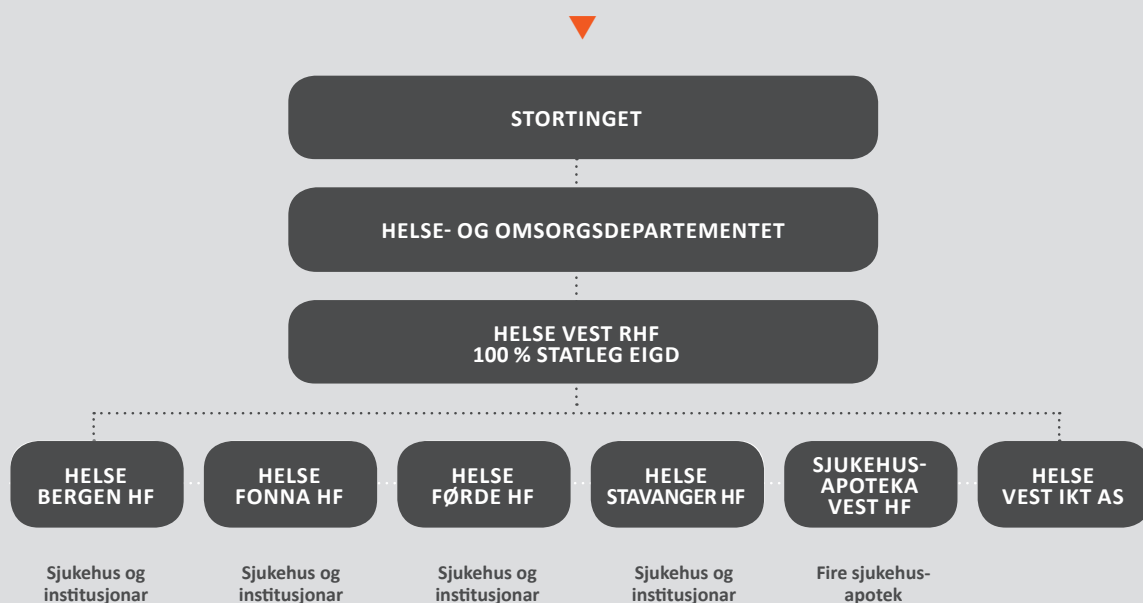 STORTINGET
HELSE- OG OMSORGSDEPARTEMENTET
HELSE VEST RHF
100 % STATLEG EIGD
HELSE
BERGEN HF
HELSE
FONNA HF
HELSE
FØRDE HF
HELSE
STAVANGER HF
SJUKEHUS-
APOTEKA
VEST HF
HELSE
VEST IKT AS
Sjukehus og
institusjonar
Sjukehus og
institusjonar
Sjukehus og
institusjonar
Sjukehus og
institusjonar
Fire sjukehus-
apotek